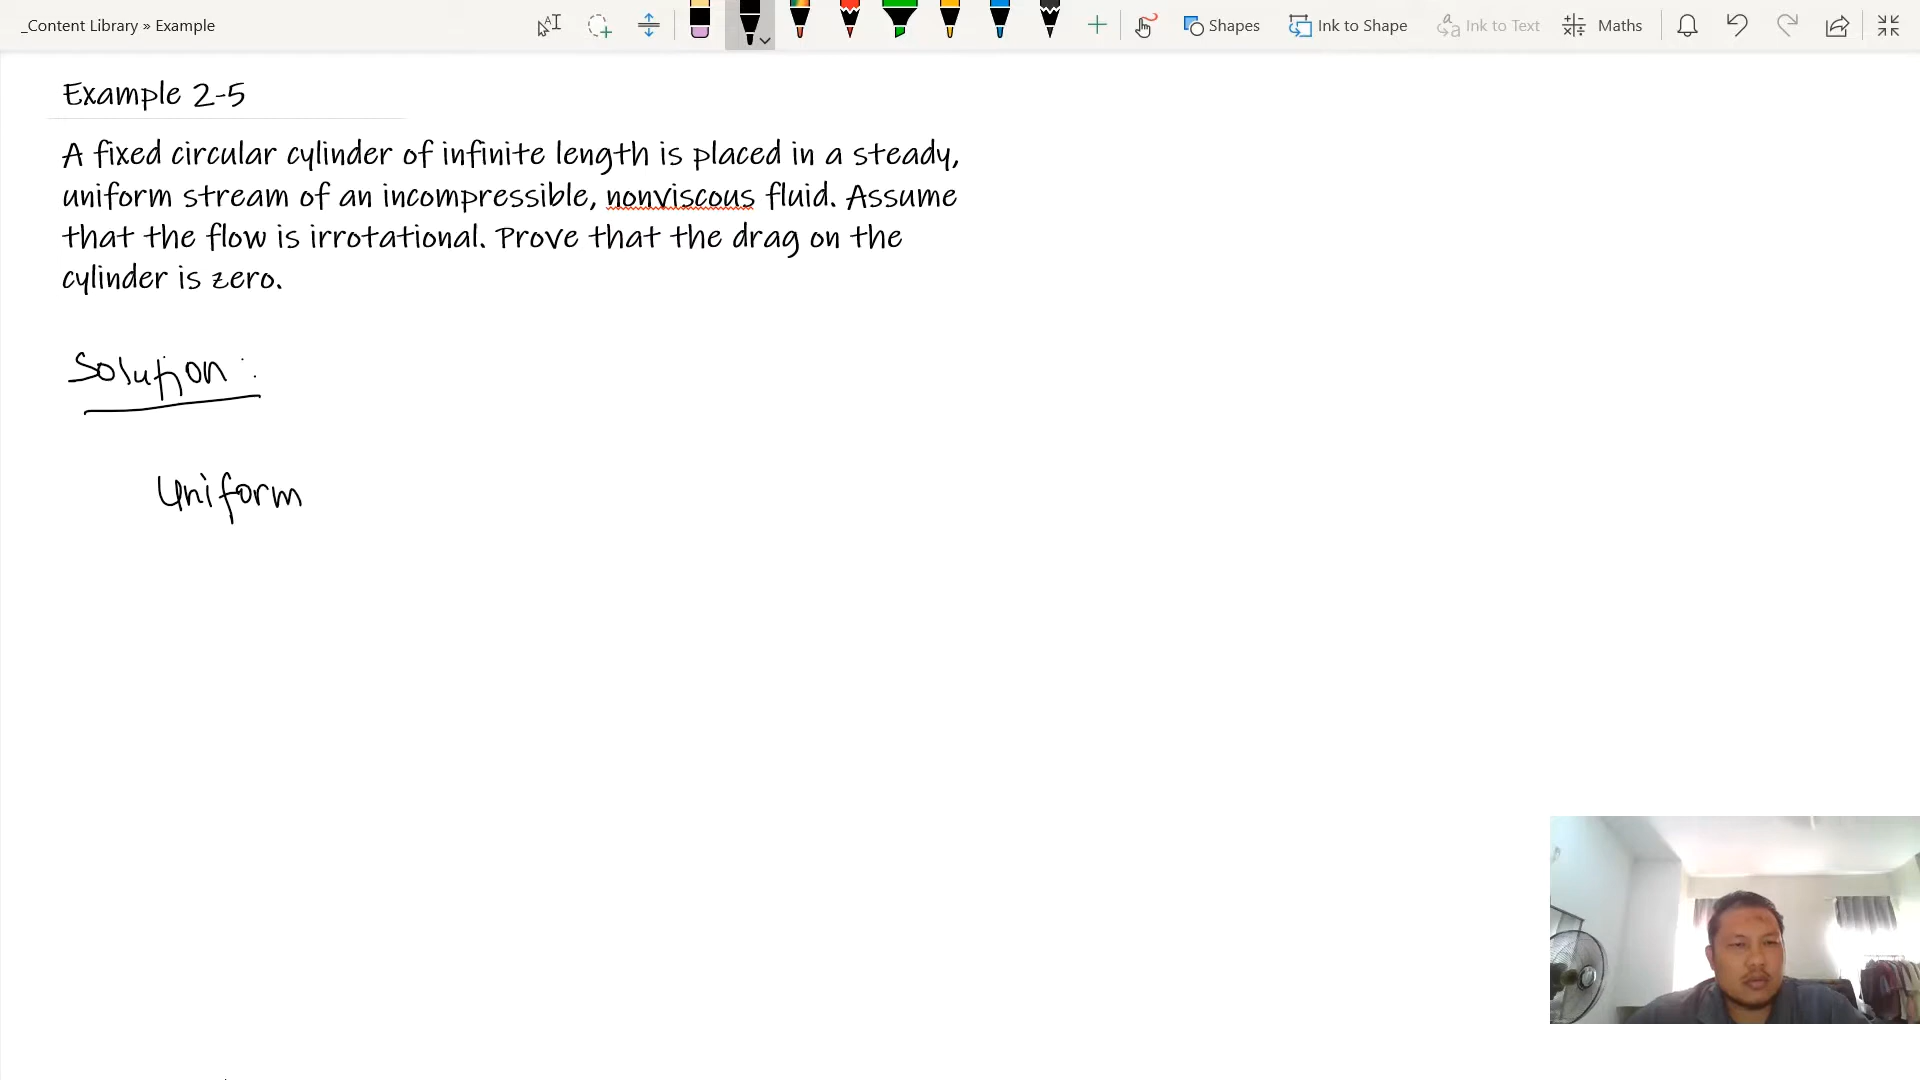 _Content Library » Example
Shapes
Ink to Shape
Ink to Text
Maths
Example 2-5
A fixed circular cylinder of infinite length is placed in a steady,
uniform stream of an incompressible, nonviscous fluid. Assume
that the flow is irrotational. Prove that the drag on the
cylinder is zero.
Solution :
Uniform